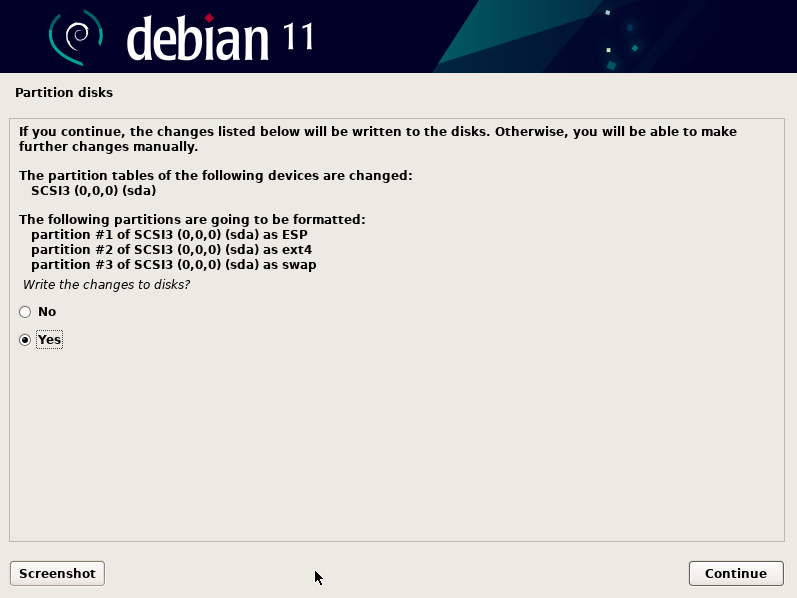 debian 11
Partition disks
If you continue, the changes listed below will be written to the disks. Otherwise, you will be able to make
further changes manually.
The partition tables of the following devices are changed:
SCSI3 (0,0,0) (sda)
The following partitions are going to be formatted:
partition #1 of SCSI3 (0,0,0) (sda) as ESP
partition #2 of SCSI3 (0,0,0) (sda) as ext4
partition #3 of SCSI3 (0,0,0) (sda) as swap
Write the changes to disks?
No
Yes
Screenshot
Continue